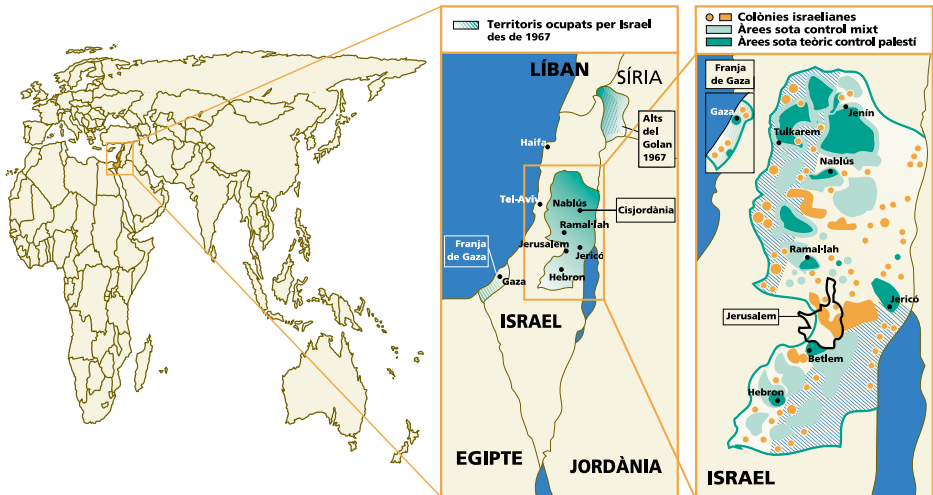 Territoris ocupats per Israel
des de 1967
LÍBAN
SÍRIA
Alts
del
Golan
1967
Haifa
Tel-Aviv
Nablús
Cisjordània
Ramal·lah
Jerusalem
Jericó
Franja
de Gaza
Gaza
Hebron
ISRAEL
EGIPTE
JORDÀNIA
Colònies israelianes
Àrees sota control mixt
Àrees sota teòric control palestí
Franja
de Gaza
Gaza
Jenín
Tulkarem
Nablús
Ramal·lah
Jericó
Jerusalem
Betlem
Hebron
ISRAEL